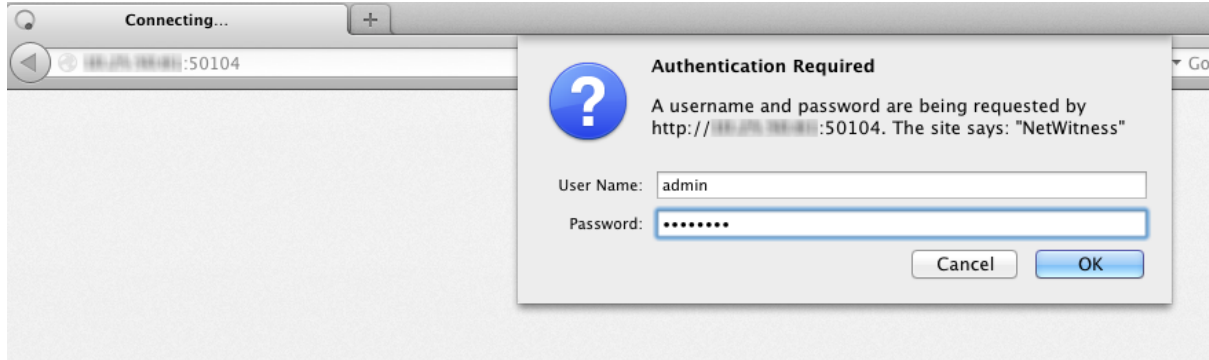 Connecting...
:50104
Go
Authentication Required
A username and password are being requested by
http:// :50104. The site says: "NetWitness"
User Name: admin
Password: ••••••••
Cancel OK